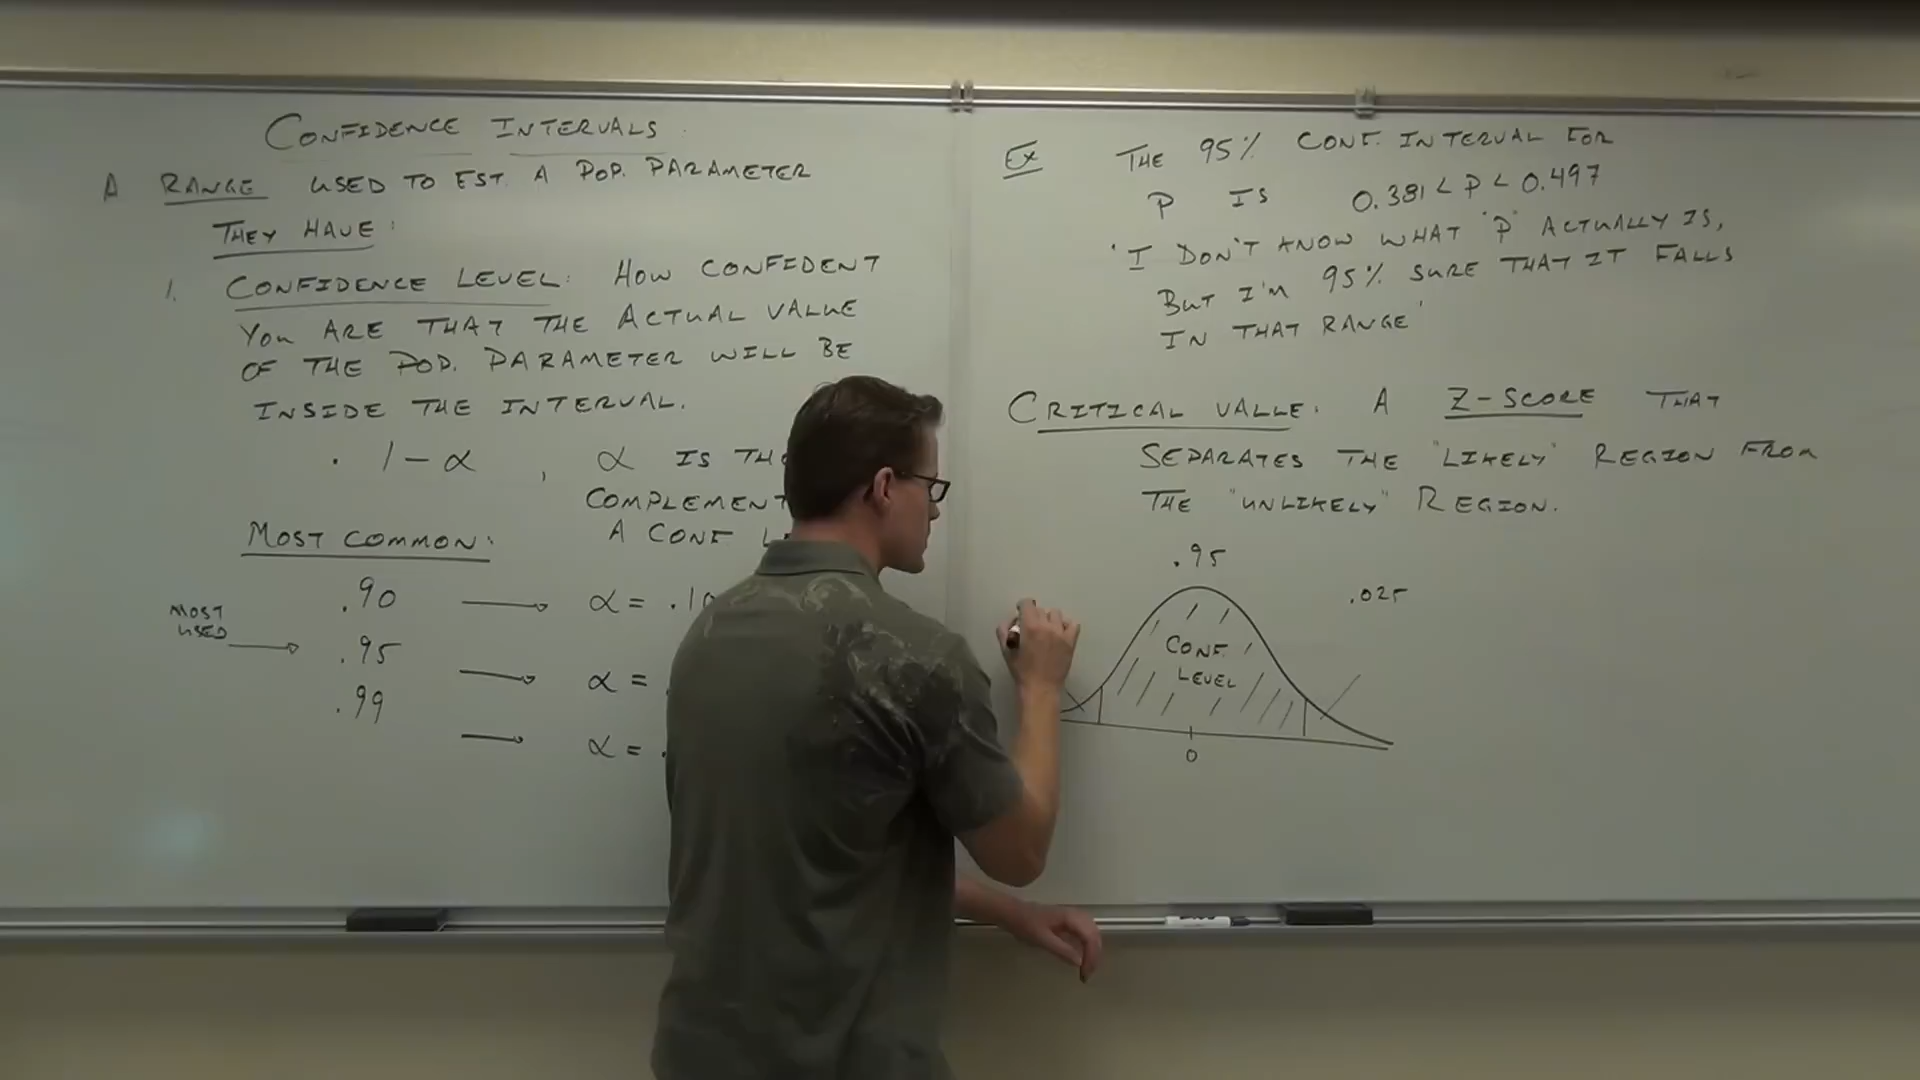 CONFIDENCE INTERVALS:
A RANGE USED TO EST. A POP. PARAMETER
THEY HAVE:
1. CONFIDENCE LEVEL: HOW CONFIDENT
YOU ARE THAT THE ACTUAL VALUE
OF THE POP. PARAMETER WILL BE
INSIDE THE INTERVAL.
· 1-α , α IS
COMPLEMENT
A CONF
MOST COMMON:
.90 → α = .10
MOST
USED → .95 → α =
.99 → α = .
EX THE 95% CONF. INTERVAL FOR
P IS 0.381 < P < 0.497
"I DON'T KNOW WHAT "P" ACTUALLY IS,
BUT I'M 95% SURE THAT IT FALLS
IN THAT RANGE"
CRITICAL VALUE: A Z-SCORE THAT
SEPARATES THE "LIKELY" REGION FROM
THE "UNLIKELY" REGION.
.95
.025
CONF.
LEVEL
0